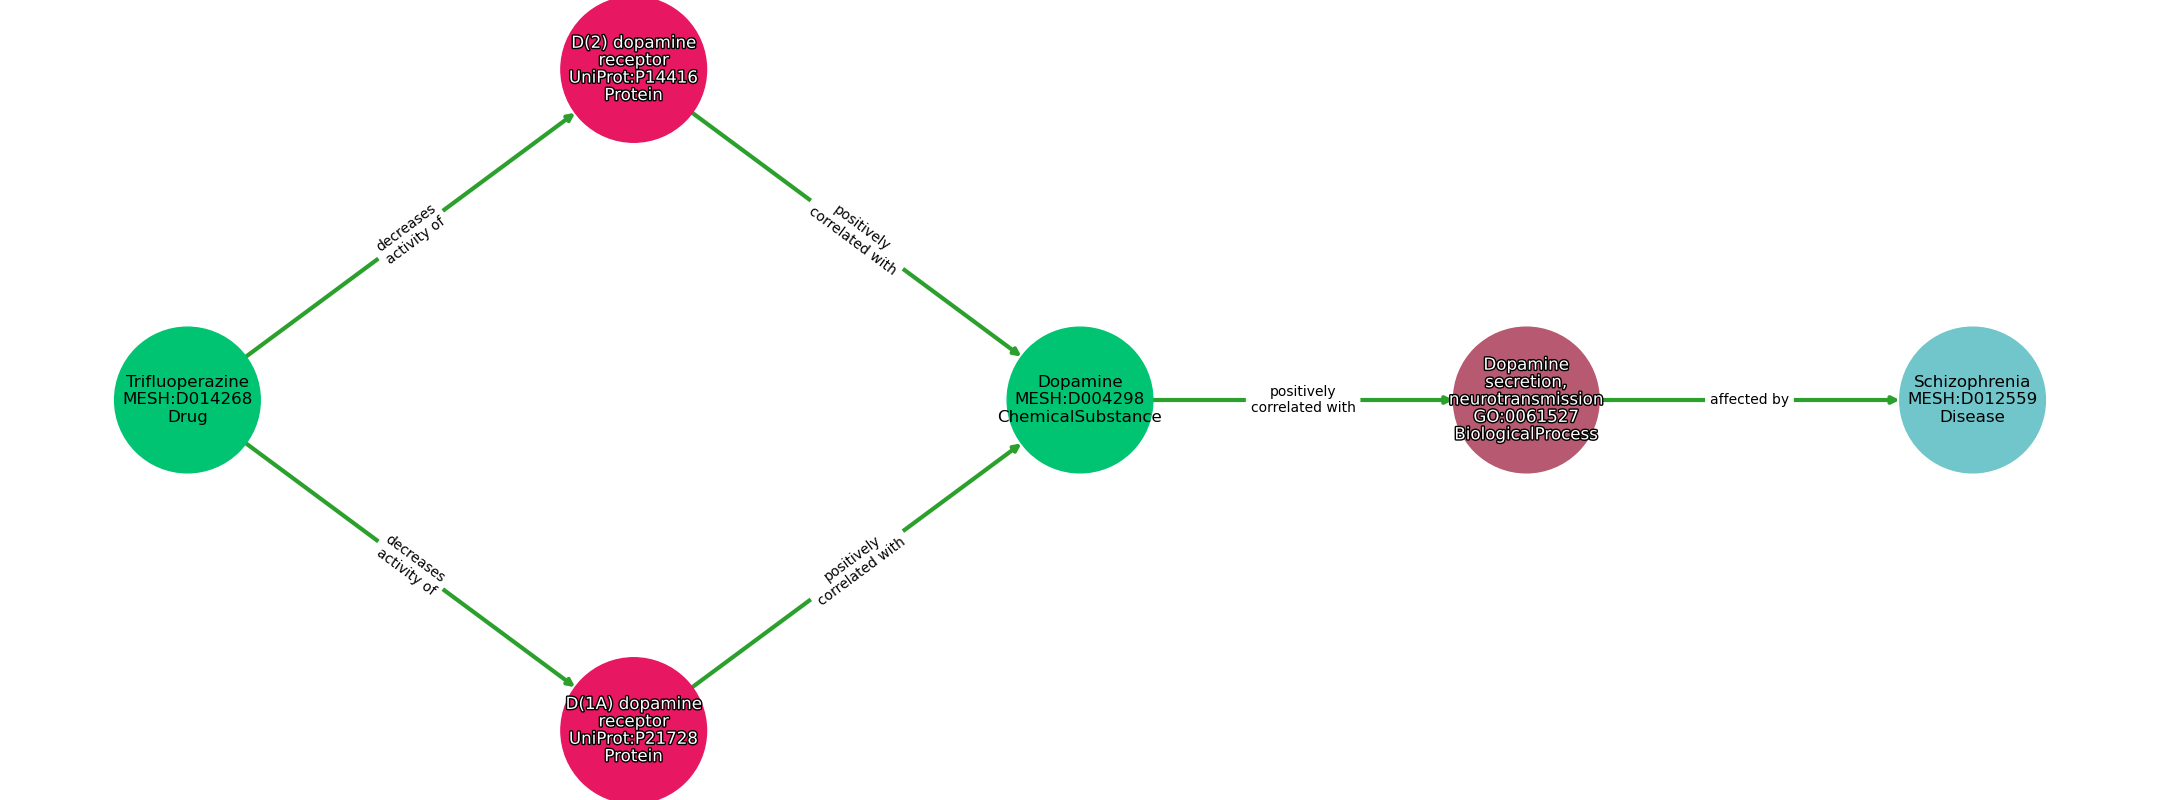 D(2) dopamine
receptor
UniProt:P14416
Protein
decreases
activity of
positively
correlated with
Trifluoperazine
MESH:D014268
Drug
Dopamine
MESH:D004298
ChemicalSubstance
positively
correlated with
Dopamine
secretion,
neurotransmission
GO:0061527
BiologicalProcess
affected by
Schizophrenia
MESH:D012559
Disease
decreases
activity of
positively
correlated with
D(1A) dopamine
receptor
UniProt:P21728
Protein